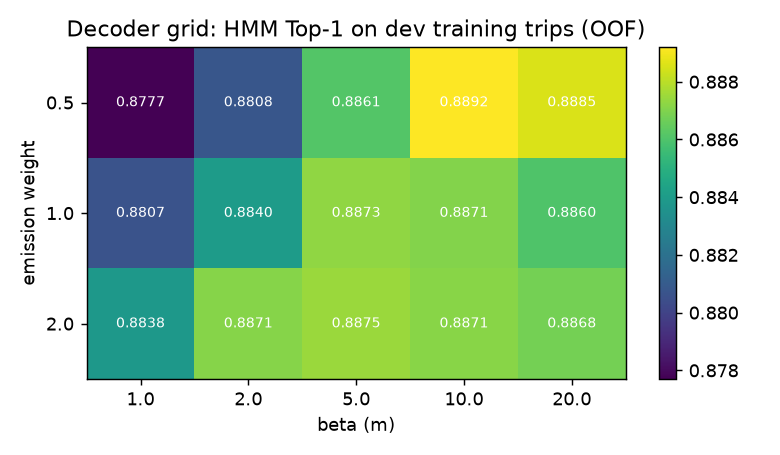 Decoder grid: HMM Top-1 on dev training trips (OOF)
emission weight
0.5 0.8777 0.8808 0.8861 0.8892 0.8885
1.0 0.8807 0.8840 0.8873 0.8871 0.8860
2.0 0.8838 0.8871 0.8875 0.8871 0.8868
1.0 2.0 5.0 10.0 20.0
beta (m)
0.888
0.886
0.884
0.882
0.880
0.878